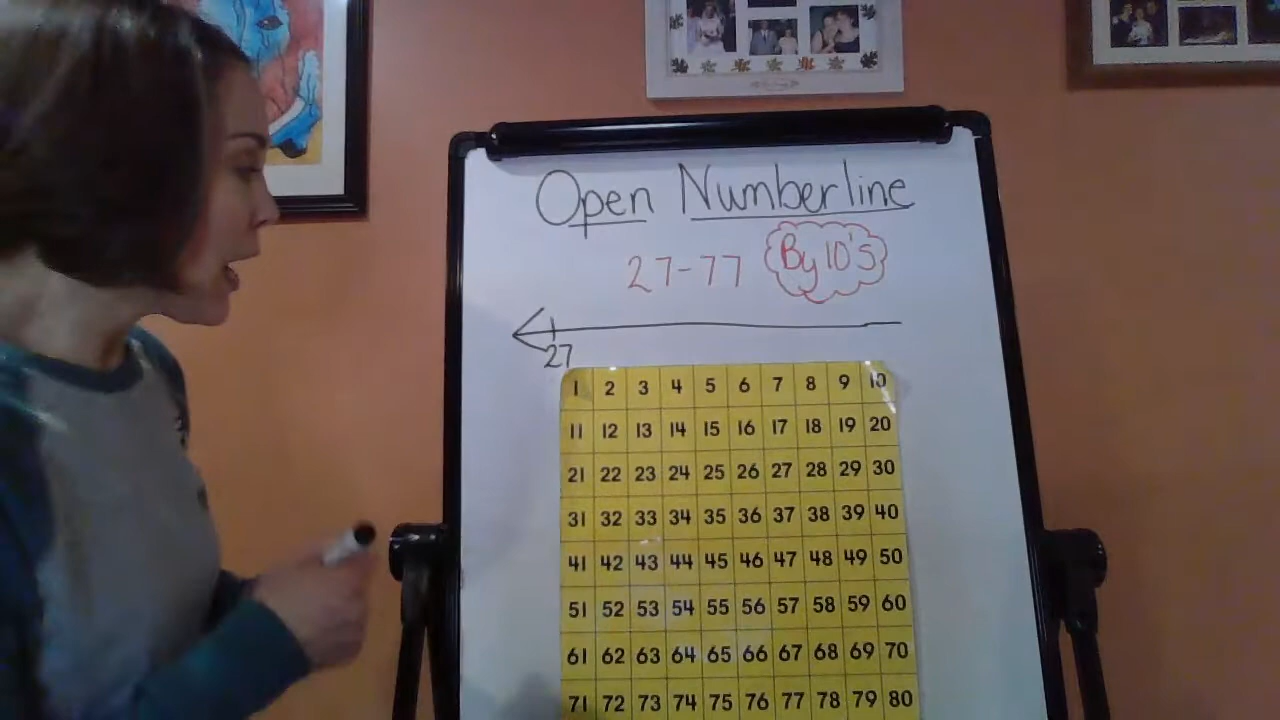 Open Numberline
27-77 By 10's
27
1 2 3 4 5 6 7 8 9 10
11 12 13 14 15 16 17 18 19 20
21 22 23 24 25 26 27 28 29 30
31 32 33 34 35 36 37 38 39 40
41 42 43 44 45 46 47 48 49 50
51 52 53 54 55 56 57 58 59 60
61 62 63 64 65 66 67 68 69 70
71 72 73 74 75 76 77 78 79 80